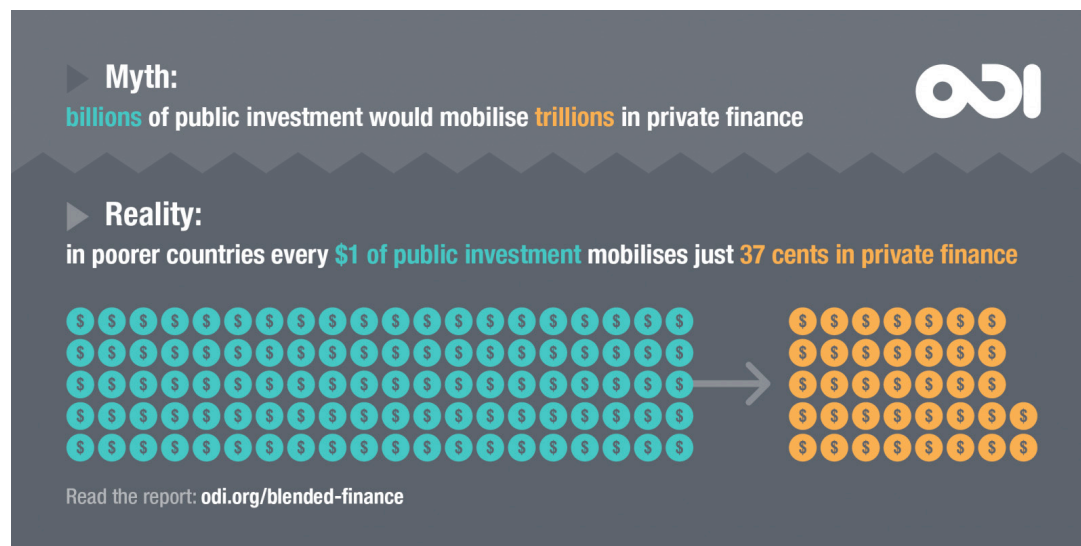 Myth:
ODI
billions of public investment would mobilise trillions in private finance
Reality:
in poorer countries every $1 of public investment mobilises just 37 cents in private finance
$ $ $ $ $ $ $ $ $ $ $ $ $ $ $ $ $ $ $ $ $ $ $ $ $ $ $
$ $ $ $ $ $ $ $ $ $ $ $ $ $ $ $ $ $ $ $ $ $ $ $ $ $ $
$ $ $ $ $ $ $ $ $ $ $ $ $ $ $ $ $ $ $ $ $ $ $ $ $ $ $
$ $ $ $ $ $ $ $ $ $ $ $ $ $ $ $ $ $ $ $ $ $ $ $ $ $ $ $
$ $ $ $ $ $ $ $ $ $ $ $ $ $ $ $ $ $ $ $ $ $ $ $ $ $ $ $
Read the report: odi.org/blended-finance